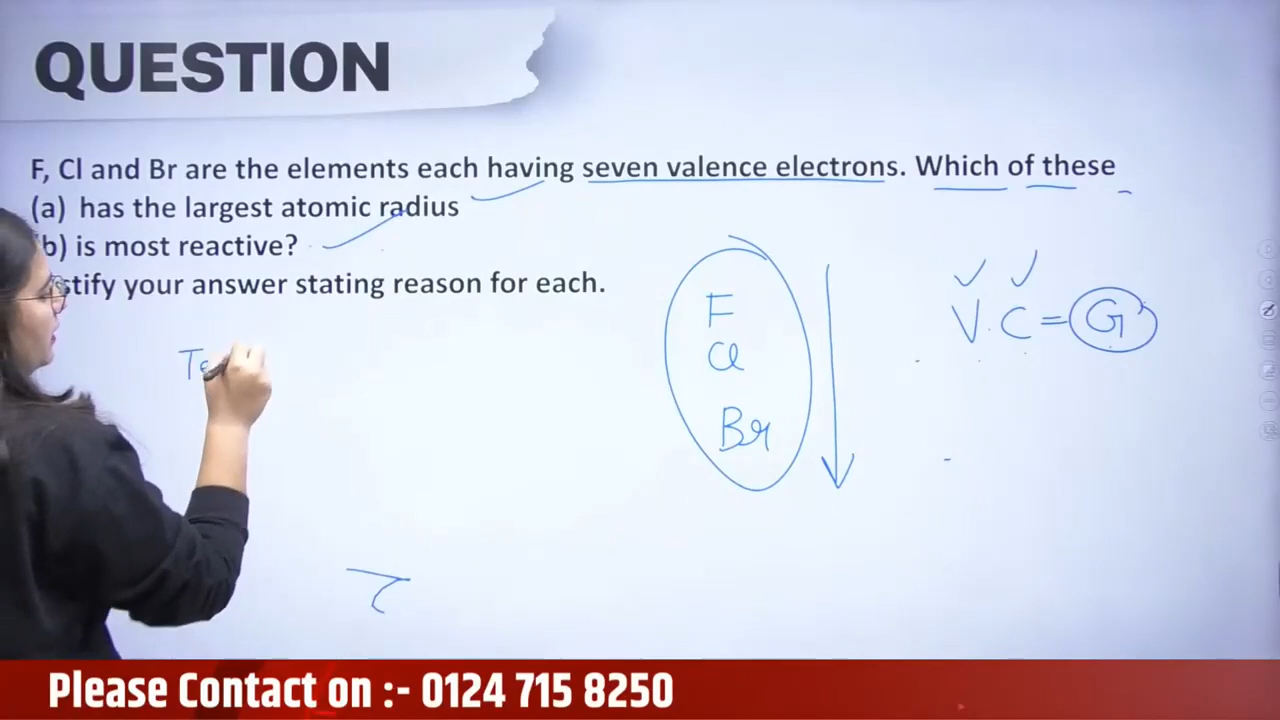 QUESTION
F, Cl and Br are the elements each having seven valence electrons. Which of these
(a) has the largest atomic radius
b) is most reactive?
stify your answer stating reason for each.
F
Cl
Br
V. C = G
Te
Please Contact on :- 0124 715 8250